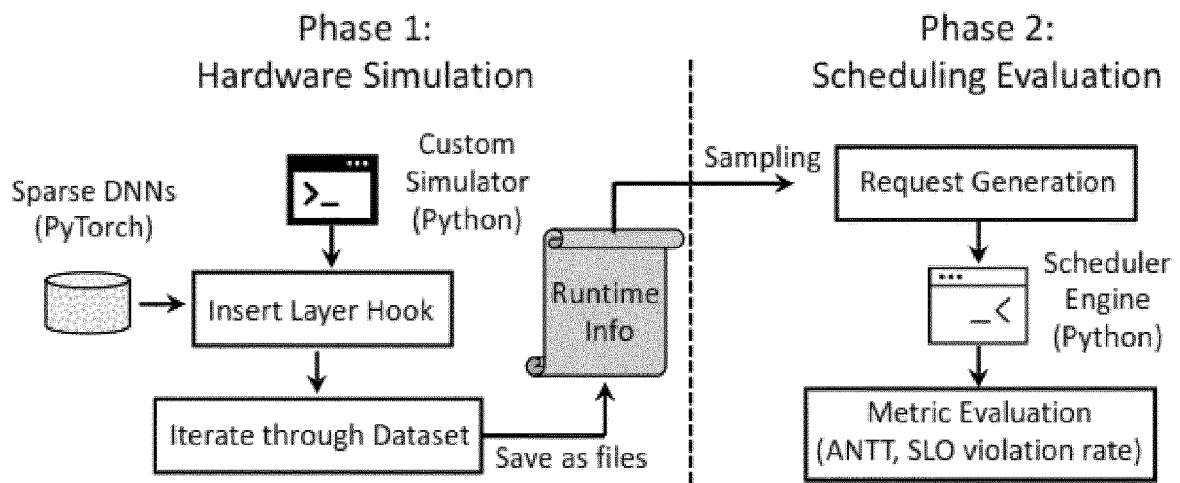 Phase 1:
Hardware Simulation
Sparse DNNs
(PyTorch)
>_
Custom
Simulator
(Python)
Insert Layer Hook
Iterate through Dataset
Save as files
Runtime
Info
Phase 2:
Scheduling Evaluation
Sampling
Request Generation
_<
Scheduler
Engine
(Python)
Metric Evaluation
(ANTT, SLO violation rate)